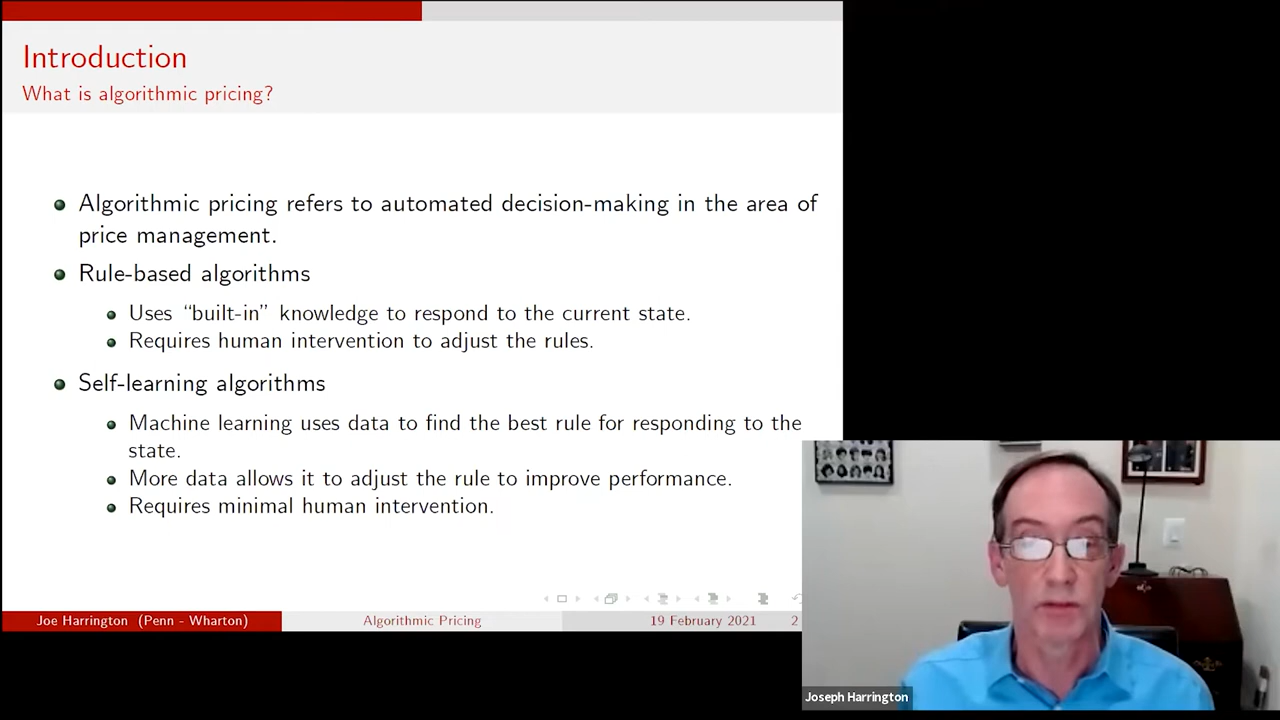 Introduction
What is algorithmic pricing?
Algorithmic pricing refers to automated decision-making in the area of
price management.
Rule-based algorithms
Uses “built-in” knowledge to respond to the current state.
Requires human intervention to adjust the rules.
Self-learning algorithms
Machine learning uses data to find the best rule for responding to the
state.
More data allows it to adjust the rule to improve performance.
Requires minimal human intervention.
Joe Harrington (Penn - Wharton)
Algorithmic Pricing
19 February 2021
2
Joseph Harrington